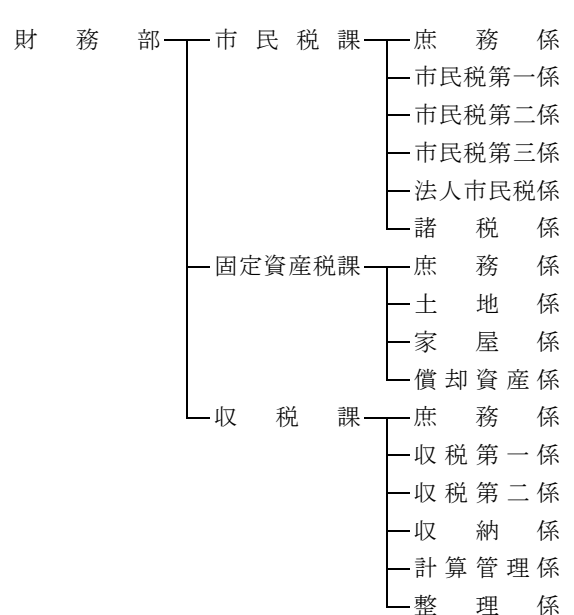 財務部 市民税課 庶務係
市民税第一係
市民税第二係
市民税第三係
法人市民税係
諸税係
固定資産税課 庶務係
土地係
家屋係
償却資産係
収税課 庶務係
収税第一係
収税第二係
収納係
計算管理係
整理係